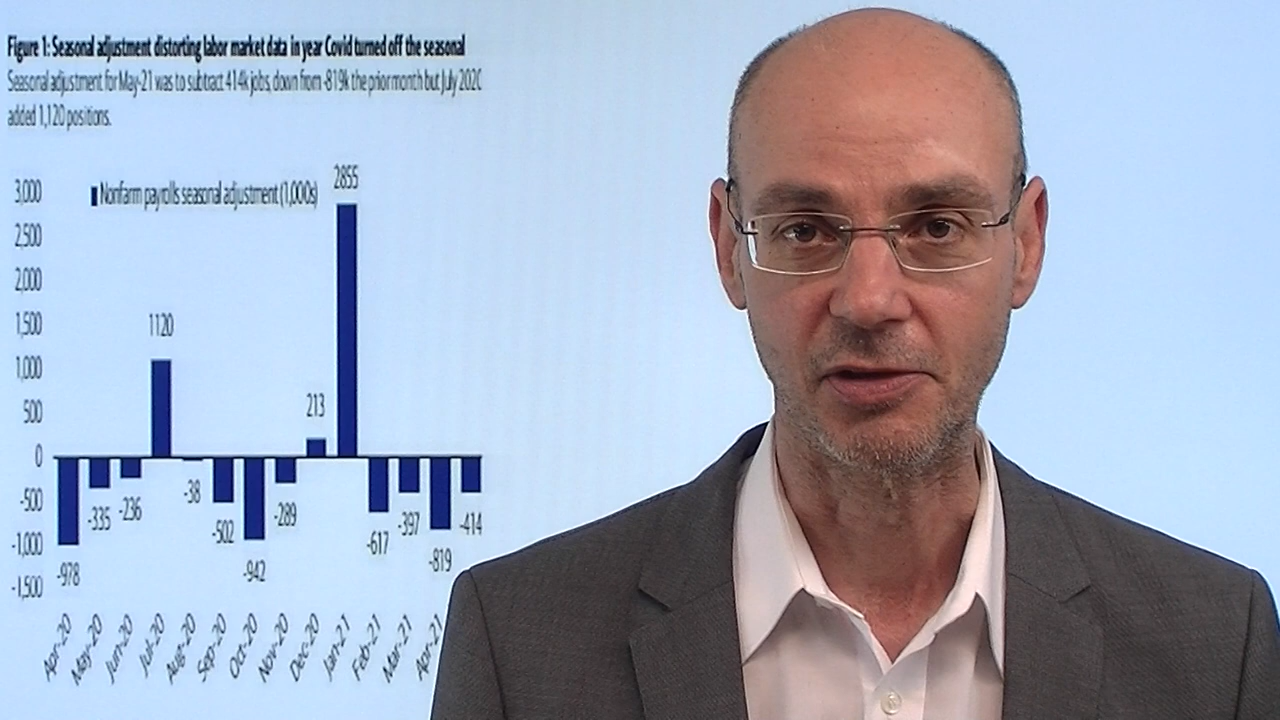 Figure 1: Seasonal adjustment distorting labor market data in year Covid turned off the seasonal
Seasonal adjustment for May-21 was to subtract 414k jobs, down from -819k the prior month but July 2020
added 1,120 positions.
2855
3,000
Nonfarm payrolls seasonal adjustment (1,000s)
2,500
2,000
1,500
1120
1,000
500
213
0
-500
-38
-335
-236
-289
-414
-502
-617
-397
-1,000
-978
-942
-819
-1,500
Apr-20
May-20
Jun-20
Jul-20
Aug-20
Sep-20
Oct-20
Nov-20
Dec-20
Jan-21
Feb-21
Mar-21
Apr-21